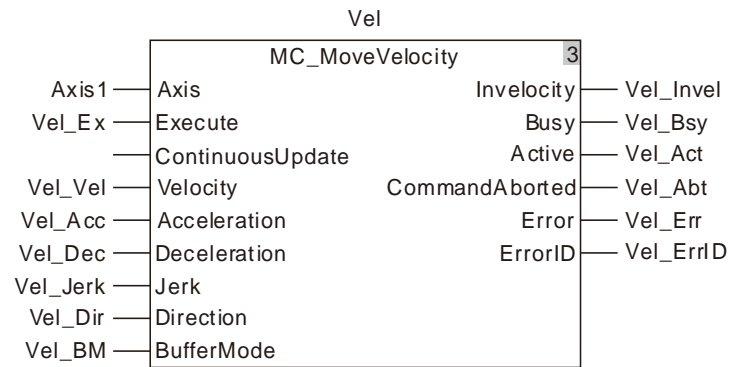 Vel
MC_MoveVelocity 3
Axis1 Axis Invelocity Vel_Invel
Vel_Ex Execute Busy Vel_Bsy
ContinuousUpdate Active Vel_Act
Vel_Vel Velocity CommandAborted Vel_Abt
Vel_Acc Acceleration Error Vel_Err
Vel_Dec Deceleration ErrorID Vel_ErrID
Vel_Jerk Jerk
Vel_Dir Direction
Vel_BM BufferMode